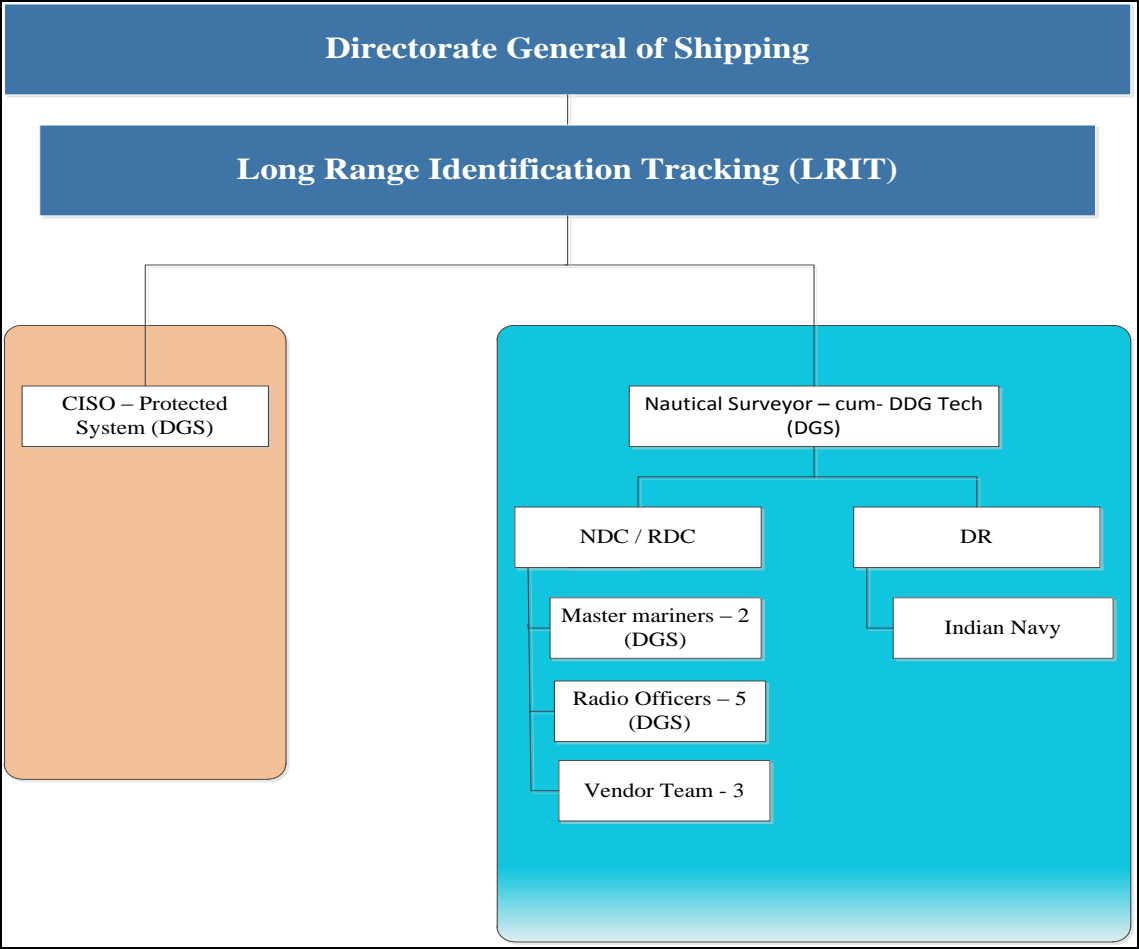 Directorate General of Shipping
Long Range Identification Tracking (LRIT)
CISO – Protected
System (DGS)
Nautical Surveyor – cum- DDG Tech
(DGS)
NDC / RDC
DR
Master mariners – 2
(DGS)
Indian Navy
Radio Officers – 5
(DGS)
Vendor Team - 3